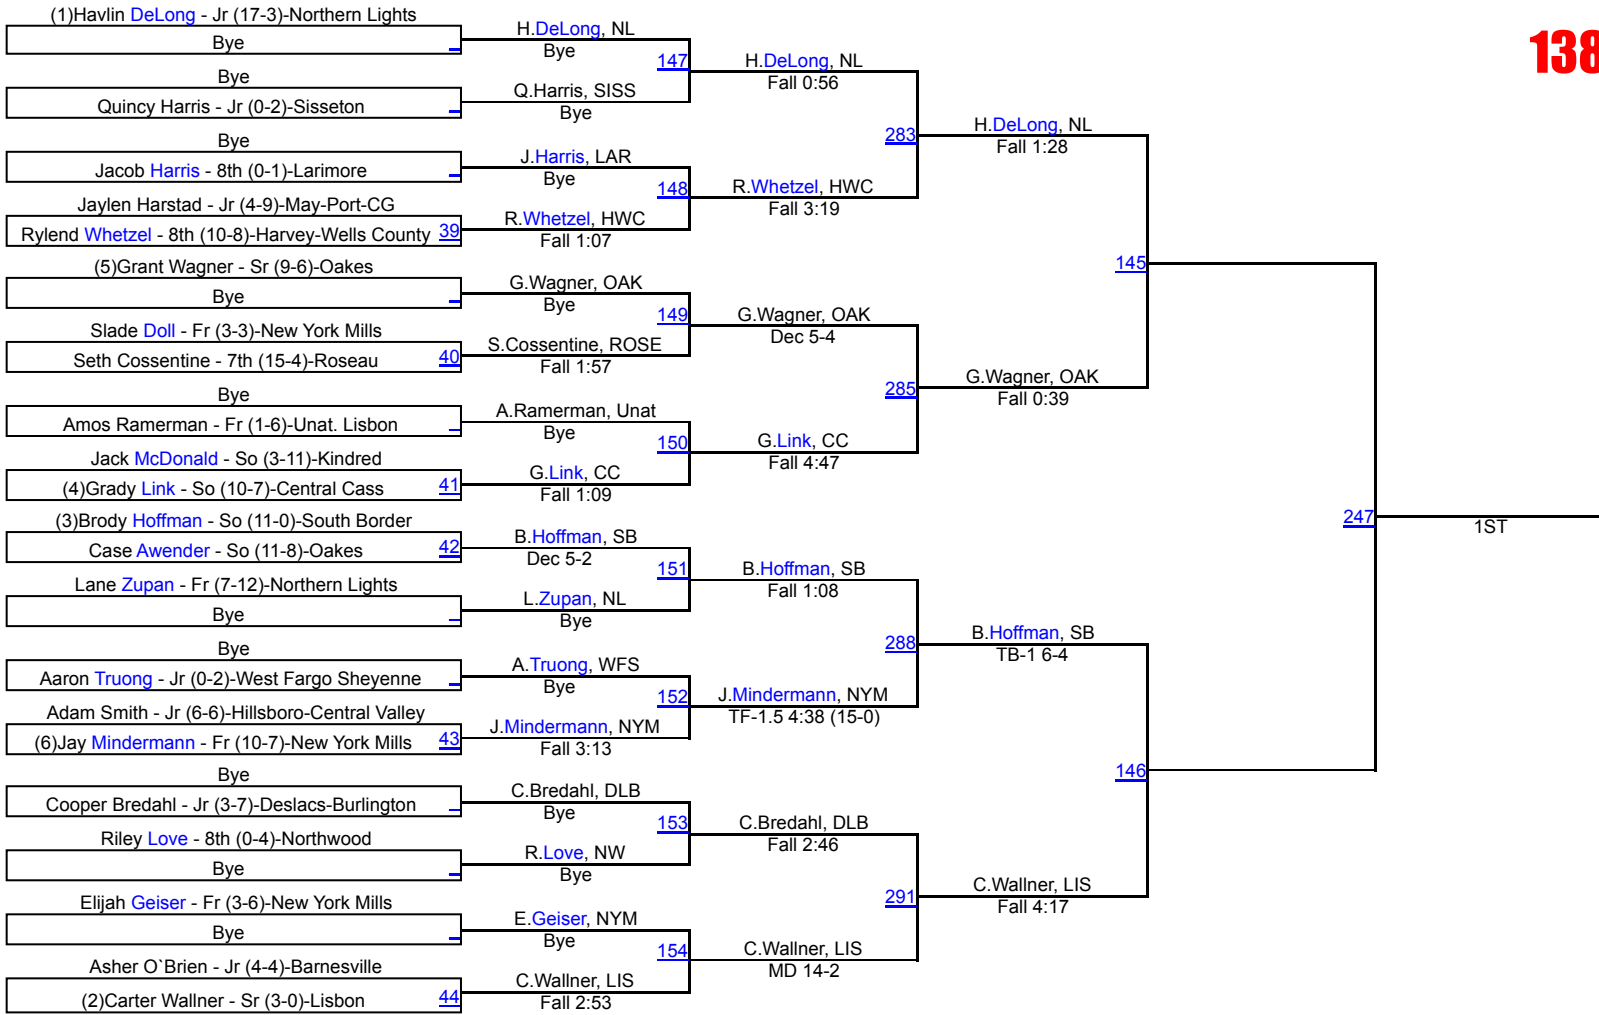 (1)Havlin DeLong - Jr (17-3)-Northern Lights
Bye
Bye
Quincy Harris - Jr (0-2)-Sisseton
Bye
Jacob Harris - 8th (0-1)-Larimore
Jaylen Harstad - Jr (4-9)-May-Port-CG
Rylend Whetzel - 8th (10-8)-Harvey-Wells County 39
(5)Grant Wagner - Sr (9-6)-Oakes
Bye
Slade Doll - Fr (3-3)-New York Mills
Seth Cossentine - 7th (15-4)-Roseau 40
Bye
Amos Ramerman - Fr (1-6)-Unat. Lisbon
Jack McDonald - So (3-11)-Kindred
(4)Grady Link - So (10-7)-Central Cass 41
(3)Brody Hoffman - So (11-0)-South Border
Case Awender - So (11-8)-Oakes 42
Lane Zupan - Fr (7-12)-Northern Lights
Bye
Bye
Aaron Truong - Jr (0-2)-West Fargo Sheyenne
Adam Smith - Jr (6-6)-Hillsboro-Central Valley
(6)Jay Mindermann - Fr (10-7)-New York Mills 43
Bye
Cooper Bredahl - Jr (3-7)-Deslacs-Burlington
Riley Love - 8th (0-4)-Northwood
Bye
Elijah Geiser - Fr (3-6)-New York Mills
Bye
Asher O`Brien - Jr (4-4)-Barnesville
(2)Carter Wallner - Sr (3-0)-Lisbon 44
H.DeLong, NL
Bye
147
Q.Harris, SISS
Bye
J.Harris, LAR
Bye
148
R.Whetzel, HWC
Fall 1:07
G.Wagner, OAK
Bye
149
S.Cossentine, ROSE
Fall 1:57
A.Ramerman, Unat
Bye
150
G.Link, CC
Fall 1:09
B.Hoffman, SB
Dec 5-2
151
L.Zupan, NL
Bye
A.Truong, WFS
Bye
152
J.Mindermann, NYM
Fall 3:13
C.Bredahl, DLB
Bye
153
R.Love, NW
Bye
E.Geiser, NYM
Bye
154
C.Wallner, LIS
Fall 2:53
H.DeLong, NL
Fall 0:56
283
R.Whetzel, HWC
Fall 3:19
G.Wagner, OAK
Dec 5-4
285
G.Link, CC
Fall 4:47
B.Hoffman, SB
Fall 1:08
288
J.Mindermann, NYM
TF-1.5 4:38 (15-0)
C.Bredahl, DLB
Fall 2:46
291
C.Wallner, LIS
MD 14-2
H.DeLong, NL
Fall 1:28
145
G.Wagner, OAK
Fall 0:39
B.Hoffman, SB
TB-1 6-4
146
C.Wallner, LIS
Fall 4:17
247
1ST
138